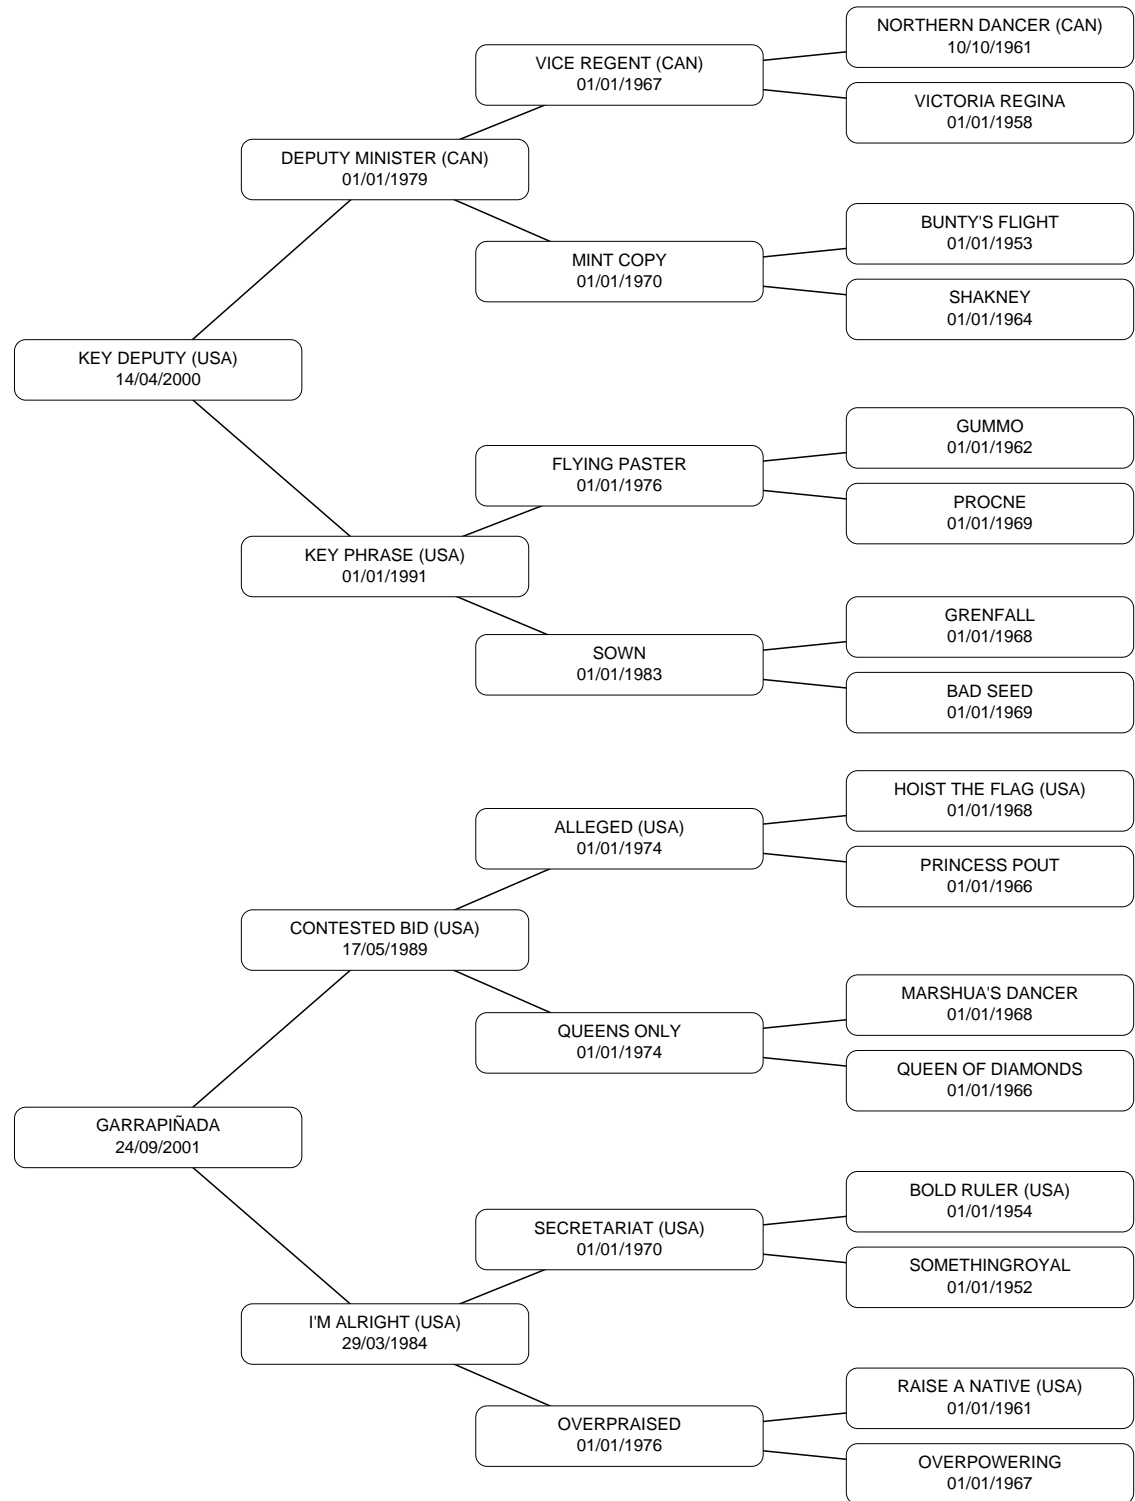 NORTHERN DANCER (CAN)
10/10/1961
VICE REGENT (CAN)
01/01/1967
VICTORIA REGINA
01/01/1958
DEPUTY MINISTER (CAN)
01/01/1979
BUNTY'S FLIGHT
01/01/1953
MINT COPY
01/01/1970
SHAKNEY
01/01/1964
KEY DEPUTY (USA)
14/04/2000
GUMMO
01/01/1962
FLYING PASTER
01/01/1976
PROCNE
01/01/1969
KEY PHRASE (USA)
01/01/1991
GRENFALL
01/01/1968
SOWN
01/01/1983
BAD SEED
01/01/1969
HOIST THE FLAG (USA)
01/01/1968
ALLEGED (USA)
01/01/1974
PRINCESS POUT
01/01/1966
CONTESTED BID (USA)
17/05/1989
MARSHUA'S DANCER
01/01/1968
QUEENS ONLY
01/01/1974
QUEEN OF DIAMONDS
01/01/1966
GARRAPIÑADA
24/09/2001
BOLD RULER (USA)
01/01/1954
SECRETARIAT (USA)
01/01/1970
SOMETHINGROYAL
01/01/1952
I'M ALRIGHT (USA)
29/03/1984
RAISE A NATIVE (USA)
01/01/1961
OVERPRAISED
01/01/1976
OVERPOWERING
01/01/1967